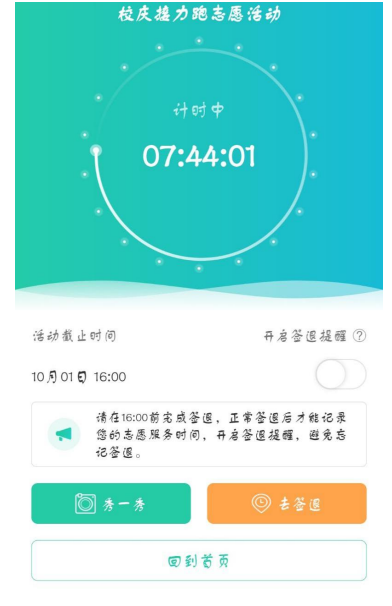 校庆接力跑志愿活动
计时中
07:44:01
活动截止时间
开启签退提醒 ?
10月01日 16:00
请在16:00前完成签退，正常签退后才能记录
您的志愿服务时间，开启签退提醒，避免忘
记签退。
秀一秀
去签退
回到首页